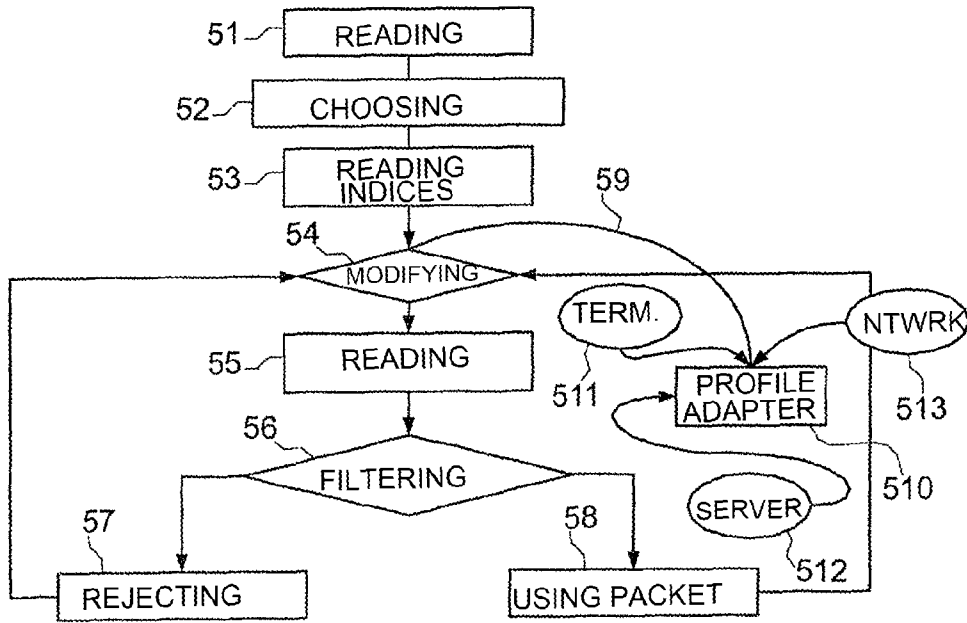 51
READING
52
CHOOSING
53
READING
INDICES
59
54
MODIFYING
TERM.
NTWRK
55
READING
511
PROFILE
ADAPTER
513
56
FILTERING
510
SERVER
57
58
512
REJECTING
USING PACKET